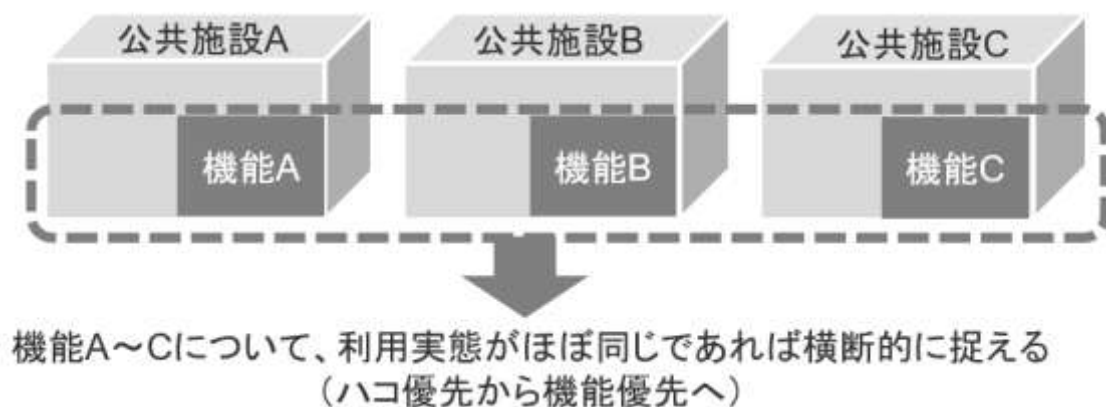 公共施設A
公共施設B
公共施設C
機能A
機能B
機能C
機能A～Cについて、利用実態がほぼ同じであれば横断的に捉える
（ハコ優先から機能優先へ）